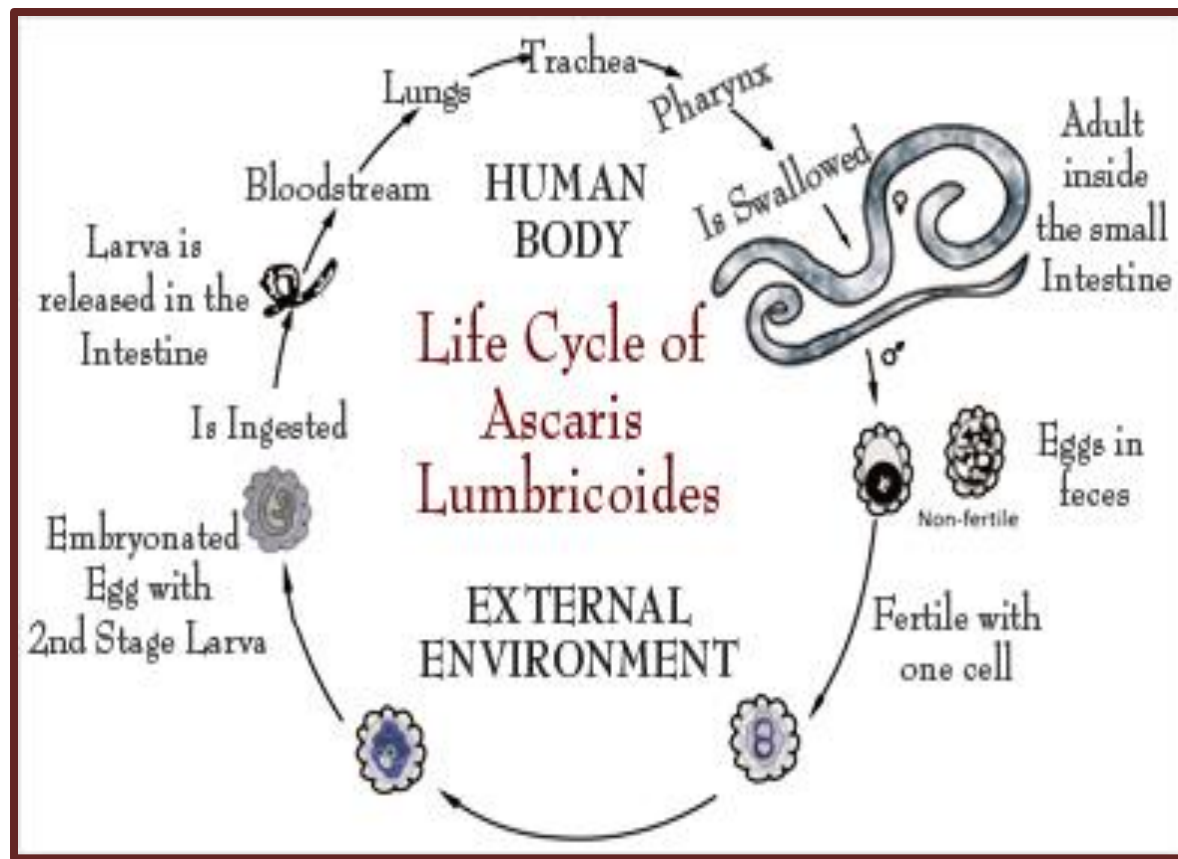 Trachea
Lungs
Pharynx
Bloodstream
HUMAN
BODY
Is Swallowed
Adult
inside
the small
Intestine
♀
♂
Larva is
released in the
Intestine
Life Cycle of
Ascaris
Lumbricoides
Is Ingested
Eggs in
feces
Non-fertile
Embryonated
Egg with
2nd Stage Larva
EXTERNAL
ENVIRONMENT
Fertile with
one cell